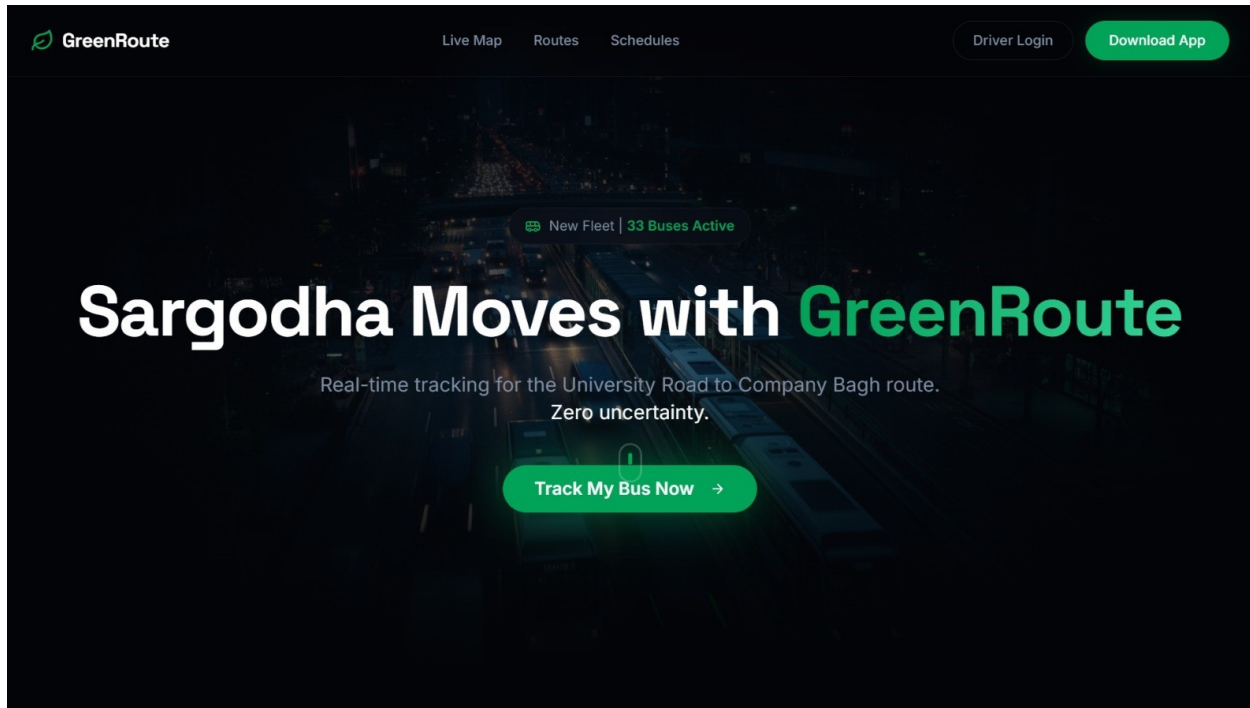 GreenRoute
Live Map
Routes
Schedules
Driver Login
Download App
New Fleet | 33 Buses Active
Sargodha Moves with GreenRoute
Real-time tracking for the University Road to Company Bagh route.
Zero uncertainty.
Track My Bus Now →